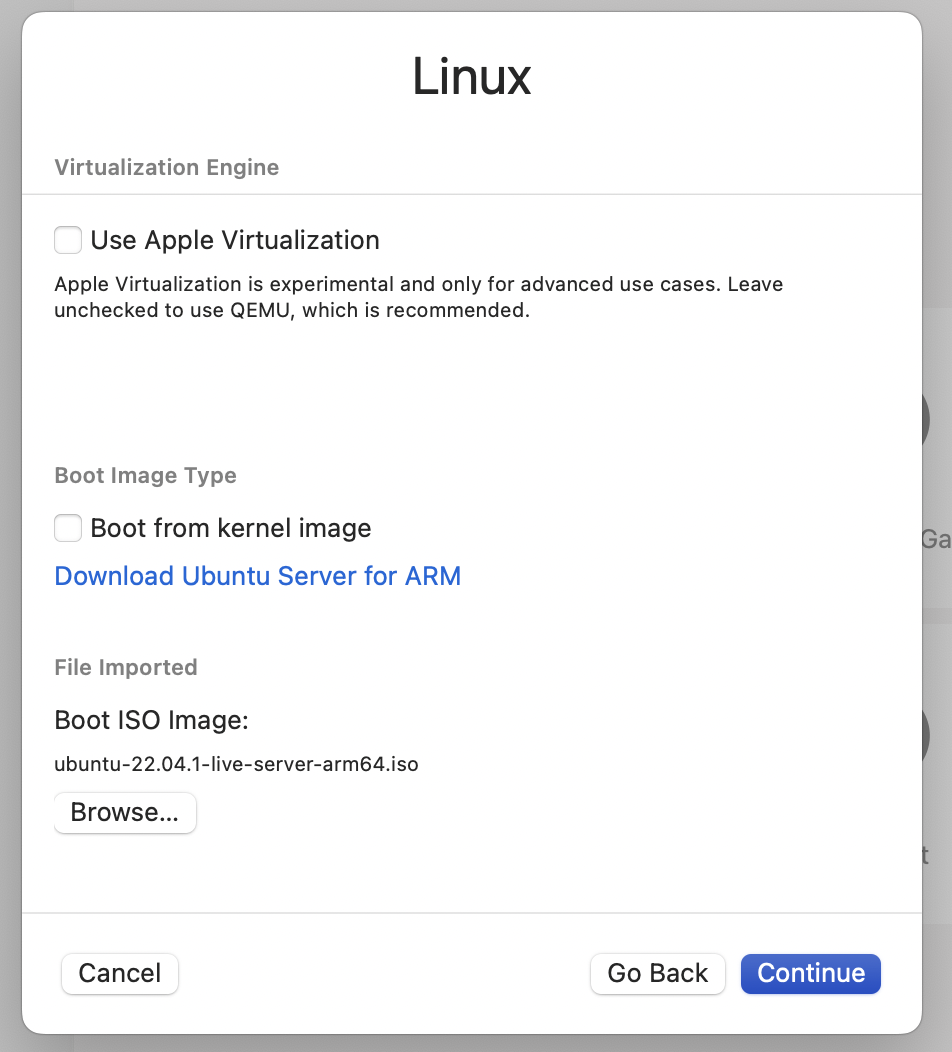 Linux
Virtualization Engine
Use Apple Virtualization
Apple Virtualization is experimental and only for advanced use cases. Leave
unchecked to use QEMU, which is recommended.
Boot Image Type
Boot from kernel image
Download Ubuntu Server for ARM
File Imported
Boot ISO Image:
ubuntu-22.04.1-live-server-arm64.iso
Browse...
Cancel
Go Back
Continue